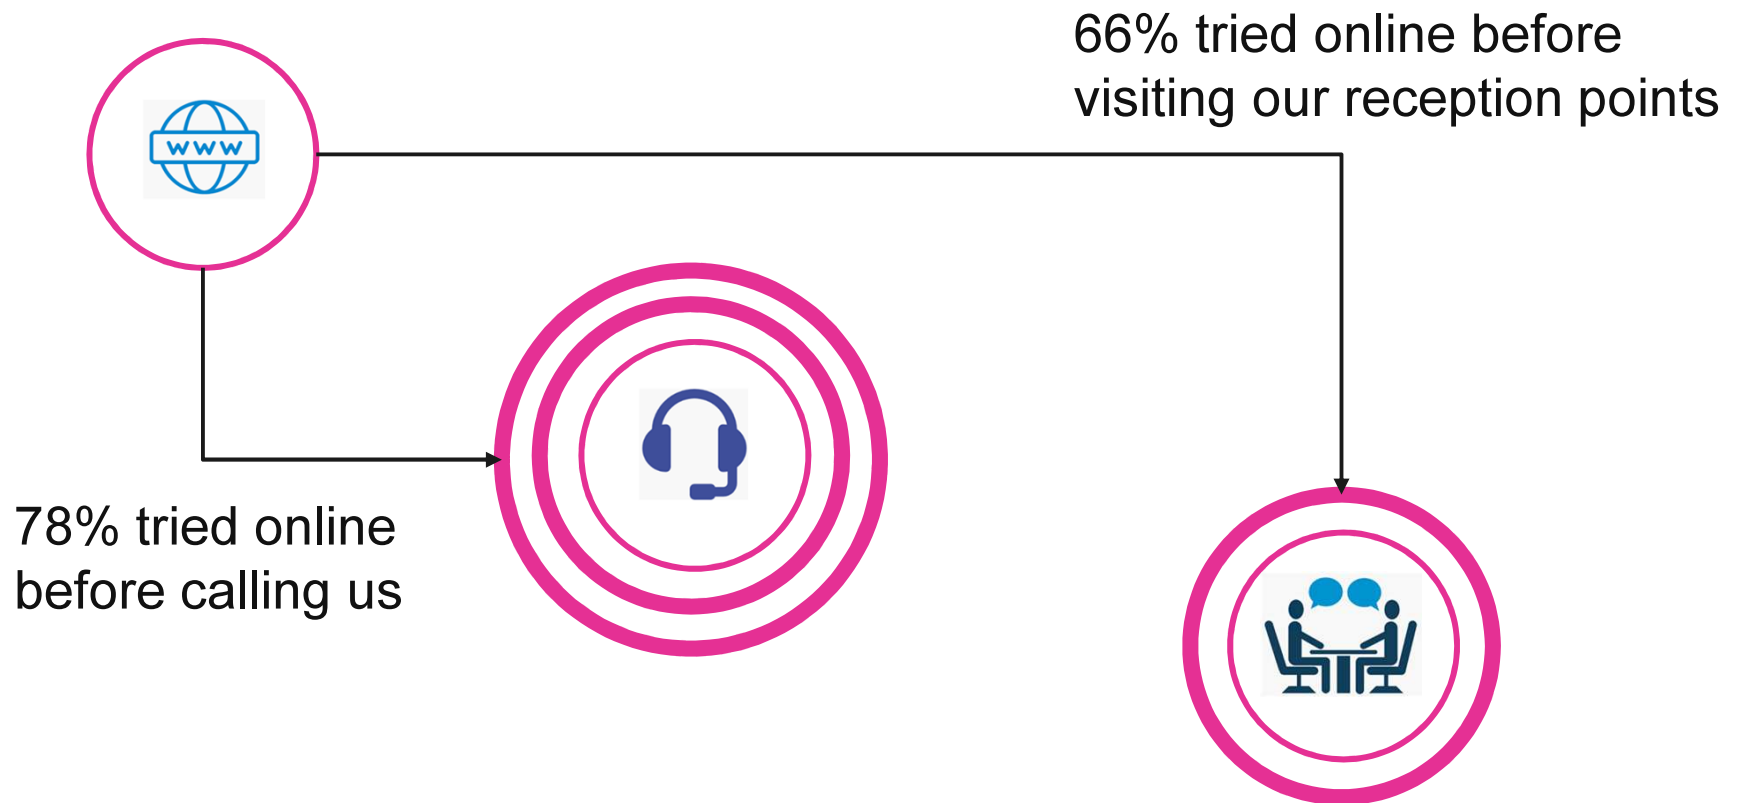 66% tried online before
visiting our reception points
WWW
78% tried online
before calling us